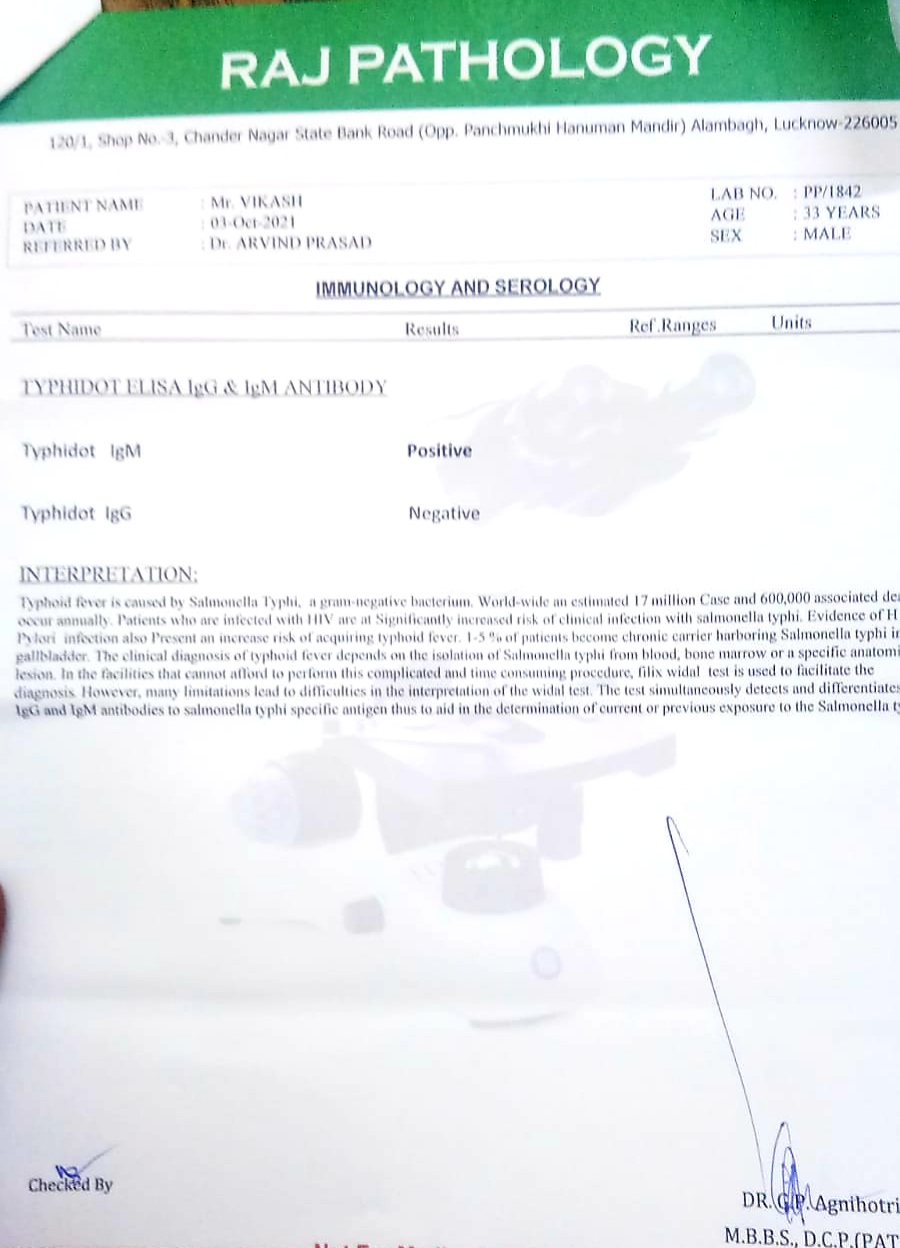 RAJ PATHOLOGY
120/1, Shop No.-3, Chander Nagar State Bank Road (Opp. Panchmukhi Hanuman Mandir) Alambagh, Lucknow-226005
PATIENT NAME : Mr. VIKASH LAB NO. : PP/1842
DATE : 03-Oct-2021 AGE : 33 YEARS
REFERRED BY : Dr. ARVIND PRASAD SEX : MALE
IMMUNOLOGY AND SEROLOGY
Test Name Results Ref.Ranges Units
TYPHIDOT ELISA IgG & IgM ANTIBODY
Typhidot IgM Positive
Typhidot IgG Negative
INTERPRETATION:
Typhoid fever is caused by Salmonella Typhi, a gram-negative bacterium. World-wide an estimated 17 million Case and 600,000 associated dea
occur annually. Patients who are infected with HIV are at Significantly increased risk of clinical infection with salmonella typhi. Evidence of H
Pylori infection also Present an increase risk of acquiring typhoid fever. 1-5 % of patients become chronic carrier harboring Salmonella typhi in
gallbladder. The clinical diagnosis of typhoid fever depends on the isolation of Salmonella typhi from blood, bone marrow or a specific anatomi
lesion. In the facilities that cannot afford to perform this complicated and time consuming procedure, filix widal test is used to facilitate the
diagnosis. However, many limitations lead to difficulties in the interpretation of the widal test. The test simultaneously detects and differentiates
IgG and IgM antibodies to salmonella typhi specific antigen thus to aid in the determination of current or previous exposure to the Salmonella ty
Checked By
DR. G.P. Agnihotri
M.B.B.S., D.C.P.(PAT